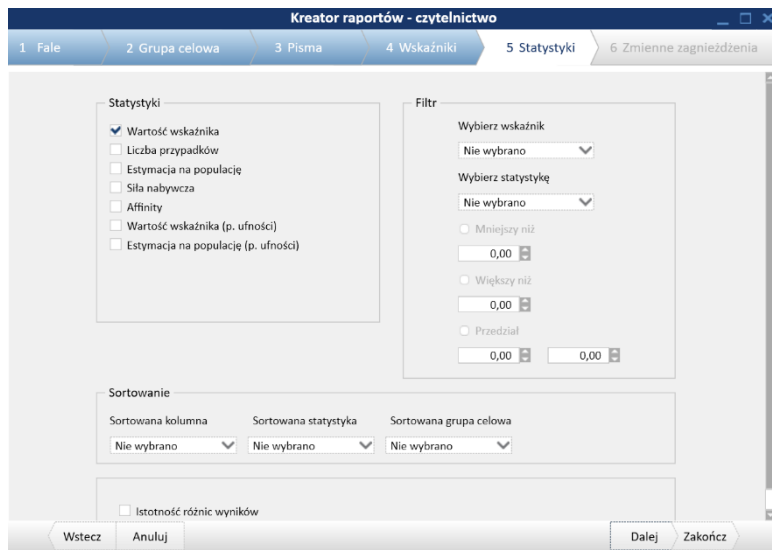 Kreator raportów - czytelnictwo
1 Fale 2 Grupa celowa 3 Pisma 4 Wskaźniki 5 Statystyki 6 Zmienne zagnieżdżenia
Statystyki
Wartość wskaźnika
Liczba przypadków
Estymacja na populację
Siła nabywcza
Affinity
Wartość wskaźnika (p. ufności)
Estymacja na populację (p. ufności)
Filtr
Wybierz wskaźnik
Nie wybrano
Wybierz statystykę
Nie wybrano
Mniejszy niż
0,00
Większy niż
0,00
Przedział
0,00 0,00
Sortowanie
Sortowana kolumna Sortowana statystyka Sortowana grupa celowa
Nie wybrano Nie wybrano Nie wybrano
Istotność różnic wyników
Wstecz Anuluj Dalej Zakończ